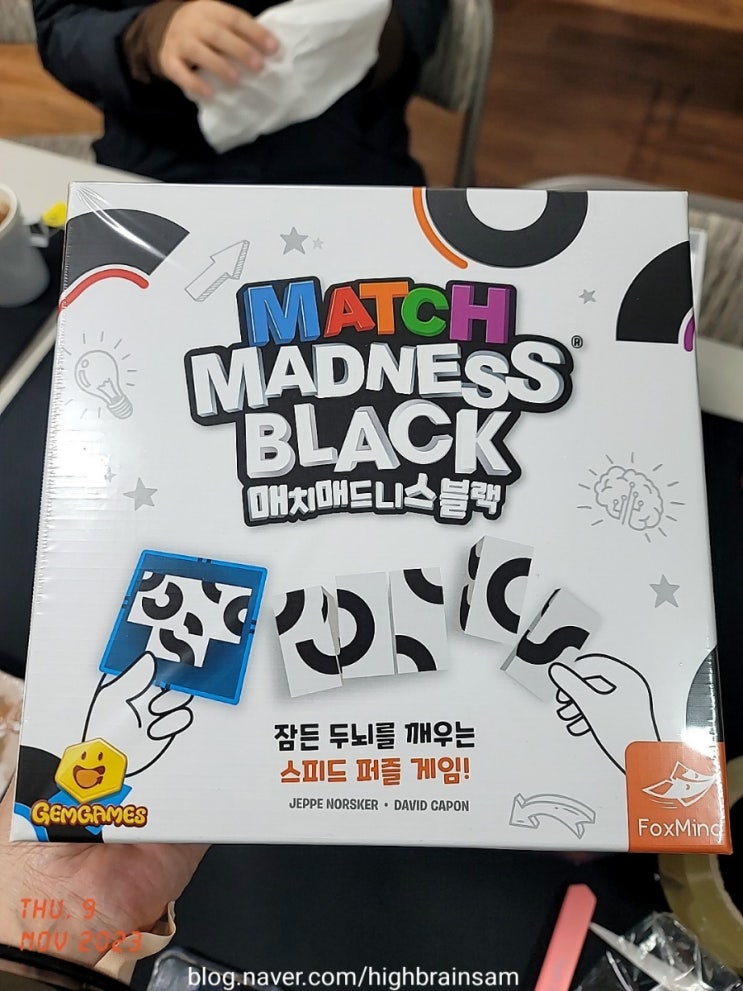 MATCH
MADNESS®
BLACK
매치매드니스 블랙
잠든 두뇌를 깨우는
스피드 퍼즐 게임!
JEPPE NORSKER • DAVID CAPON
GEMGAMES
FoxMind
THU, 9
NOV 2023
blog.naver.com/highbrainsam